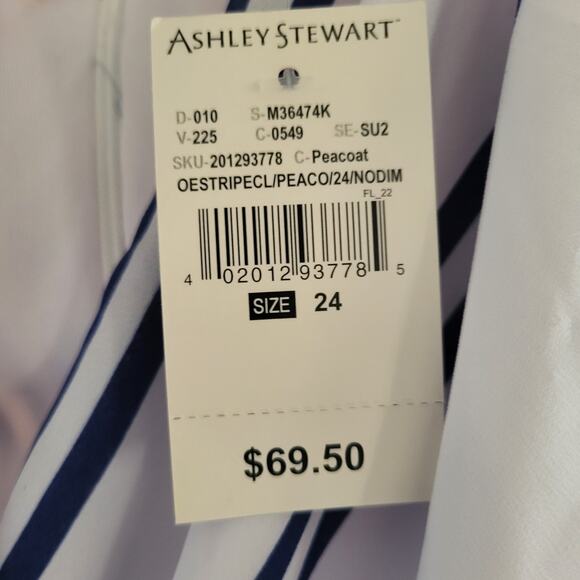 ASHLEY STEWART
D-010 S-M36474K
V-225 C-0549 SE-SU2
SKU-201293778 C-Peacoat
OESTRIPECL/PEACO/24/NODIM
FL_22
4 02012 93778 5
SIZE 24
$69.50